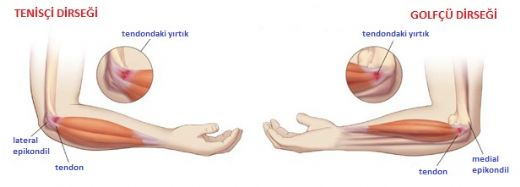 TENİSÇİ DİRSEĞİ
tendondaki yırtık
lateral
epikondil
tendon
GOLFÇÜ DİRSEĞİ
tendondaki yırtık
tendon
medial
epikondil